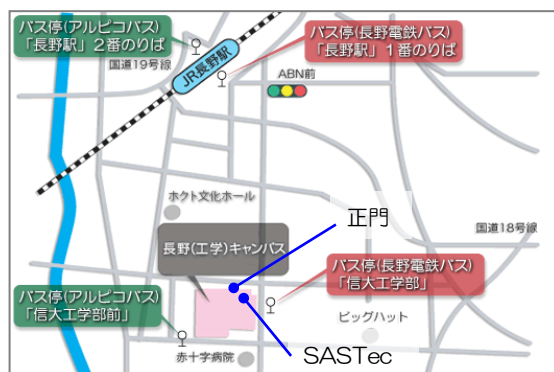 バス停(アルピコバス)
「長野駅」２番のりば
バス停(長野電鉄バス)
「長野駅」１番のりば
国道19号線
JR長野駅
ABN前
ホクト文化ホール
正門
国道18号線
長野(工学)キャンパス
バス停(長野電鉄バス)
「信大工学部」
バス停(アルピコバス)
「信大工学部前」
ビッグハット
赤十字病院
SASTec